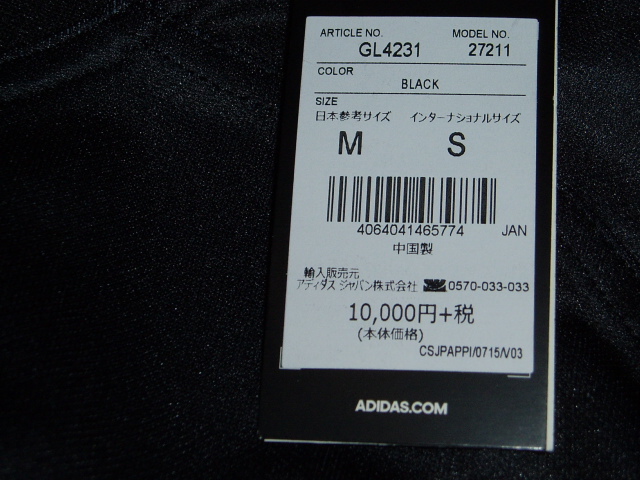 ARTICLE NO. MODEL NO.
GL4231 27211
COLOR
BLACK
SIZE
日本参考サイズ インターナショナルサイズ
M S
4064041465774 JAN
中国製
輸入販売元
アディダス ジャパン株式会社 0570-033-033
10,000円+税
(本体価格)
CSJPAPPI/0715/V03
ADIDAS.COM